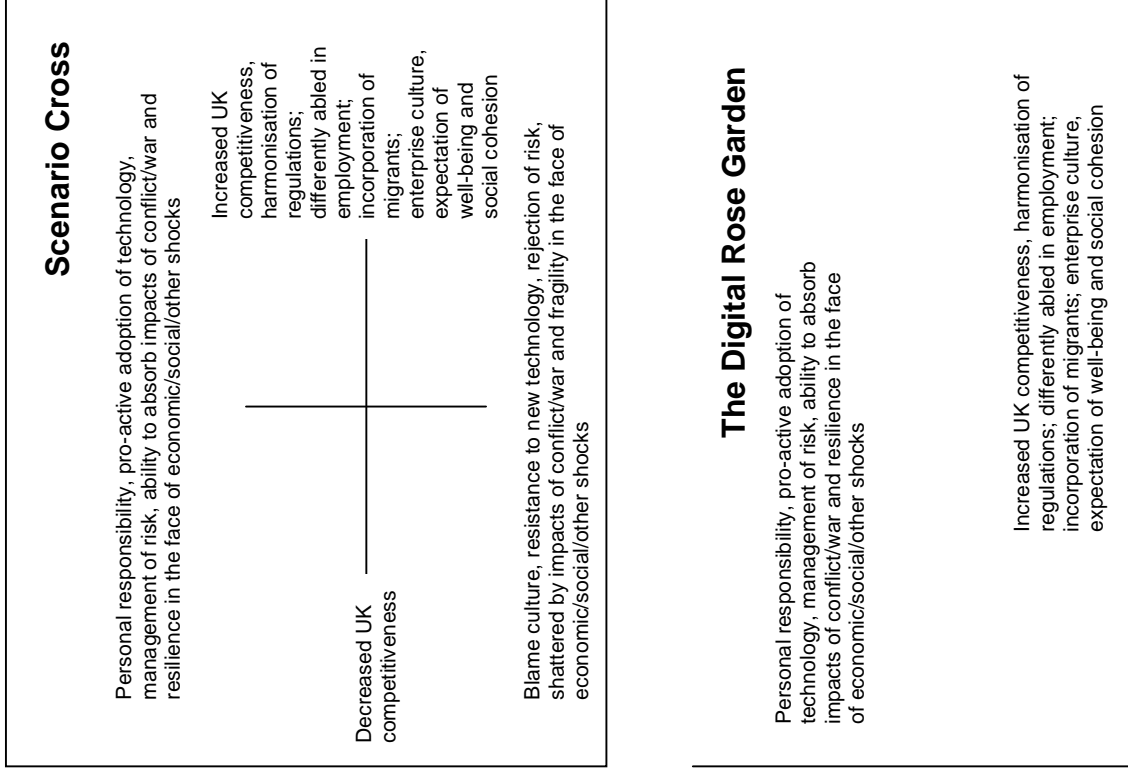 Scenario Cross
Personal responsibility, pro-active adoption of technology,
management of risk, ability to absorb impacts of conflict/war and
resilience in the face of economic/social/other shocks
Increased UK
competitiveness,
harmonisation of
regulations;
differently abled in
employment;
incorporation of
migrants;
enterprise culture,
expectation of
well-being and
social cohesion
Decreased UK
competitiveness
Blame culture, resistance to new technology, rejection of risk,
shattered by impacts of conflict/war and fragility in the face of
economic/social/other shocks
The Digital Rose Garden
Personal responsibility, pro-active adoption of
technology, management of risk, ability to absorb
impacts of conflict/war and resilience in the face
of economic/social/other shocks
Increased UK competitiveness, harmonisation of
regulations; differently abled in employment;
incorporation of migrants; enterprise culture,
expectation of well-being and social cohesion